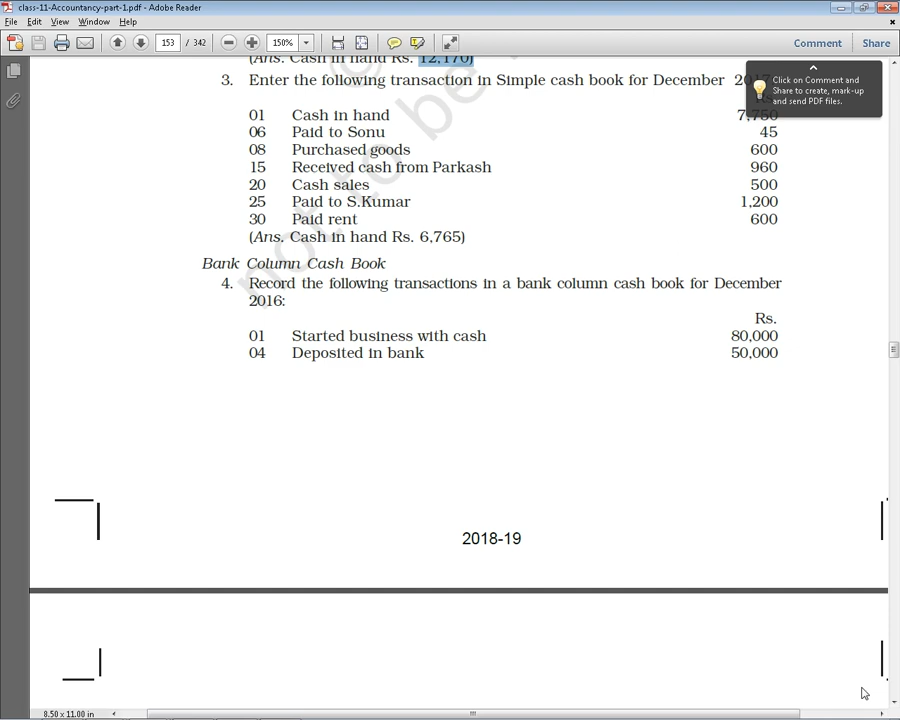 class-11-Accountancy-part-1.pdf - Adobe Reader
File Edit View Window Help
153 / 342 150% Comment Share
(Ans. Cash in hand Rs. 12,170)
Click on Comment and
Share to create, mark-up
and send PDF files.
3. Enter the following transaction in Simple cash book for December
01 Cash in hand 7,750
06 Paid to Sonu 45
08 Purchased goods 600
15 Received cash from Parkash 960
20 Cash sales 500
25 Paid to S.Kumar 1,200
30 Paid rent 600
(Ans. Cash in hand Rs. 6,765)
not to be
Bank Column Cash Book
4. Record the following transactions in a bank column cash book for December
2016:
Rs.
01 Started business with cash 80,000
04 Deposited in bank 50,000
2018-19
8.50 x 11.00 in